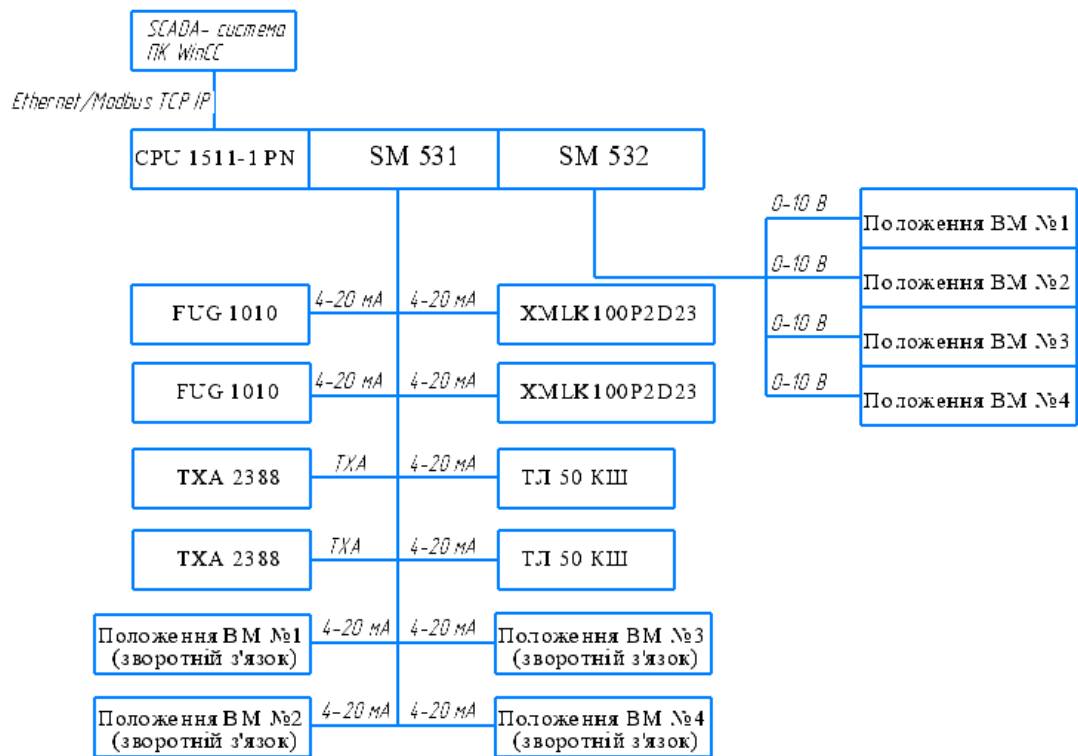 SCADA- система
ПК WinCC
Ethernet/Modbus TCP IP
CPU 1511-1 PN
SM 531
SM 532
0-10 В
Положення ВМ №1
0-10 В
Положення ВМ №2
0-10 В
Положення ВМ №3
0-10 В
Положення ВМ №4
FUG 1010
4-20 мА
4-20 мА
XMLK100P2D23
FUG 1010
4-20 мА
4-20 мА
XMLK100P2D23
ТХА 2388
ТХА
4-20 мА
ТЛ 50 КШ
ТХА 2388
ТХА
4-20 мА
ТЛ 50 КШ
Положення ВМ №1
(зворотній з'язок)
4-20 мА
4-20 мА
Положення ВМ №3
(зворотній з'язок)
Положення ВМ №2
(зворотній з'язок)
4-20 мА
4-20 мА
Положення ВМ №4
(зворотній з'язок)